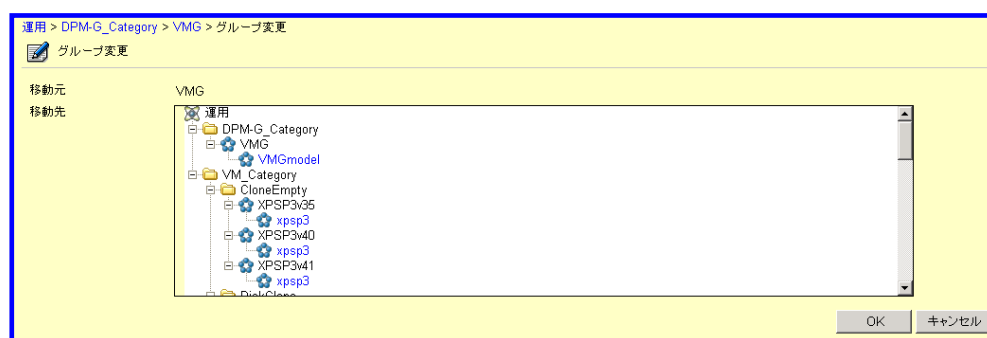 運用 > DPM-G_Category > VMG > グループ変更
グループ変更
移動元 VMG
移動先
運用
DPM-G_Category
VMG
VMGmodel
VM_Category
CloneEmpty
XPSP3v35
xpsp3
XPSP3v40
xpsp3
XPSP3v41
xpsp3
DiskClone
OK キャンセル